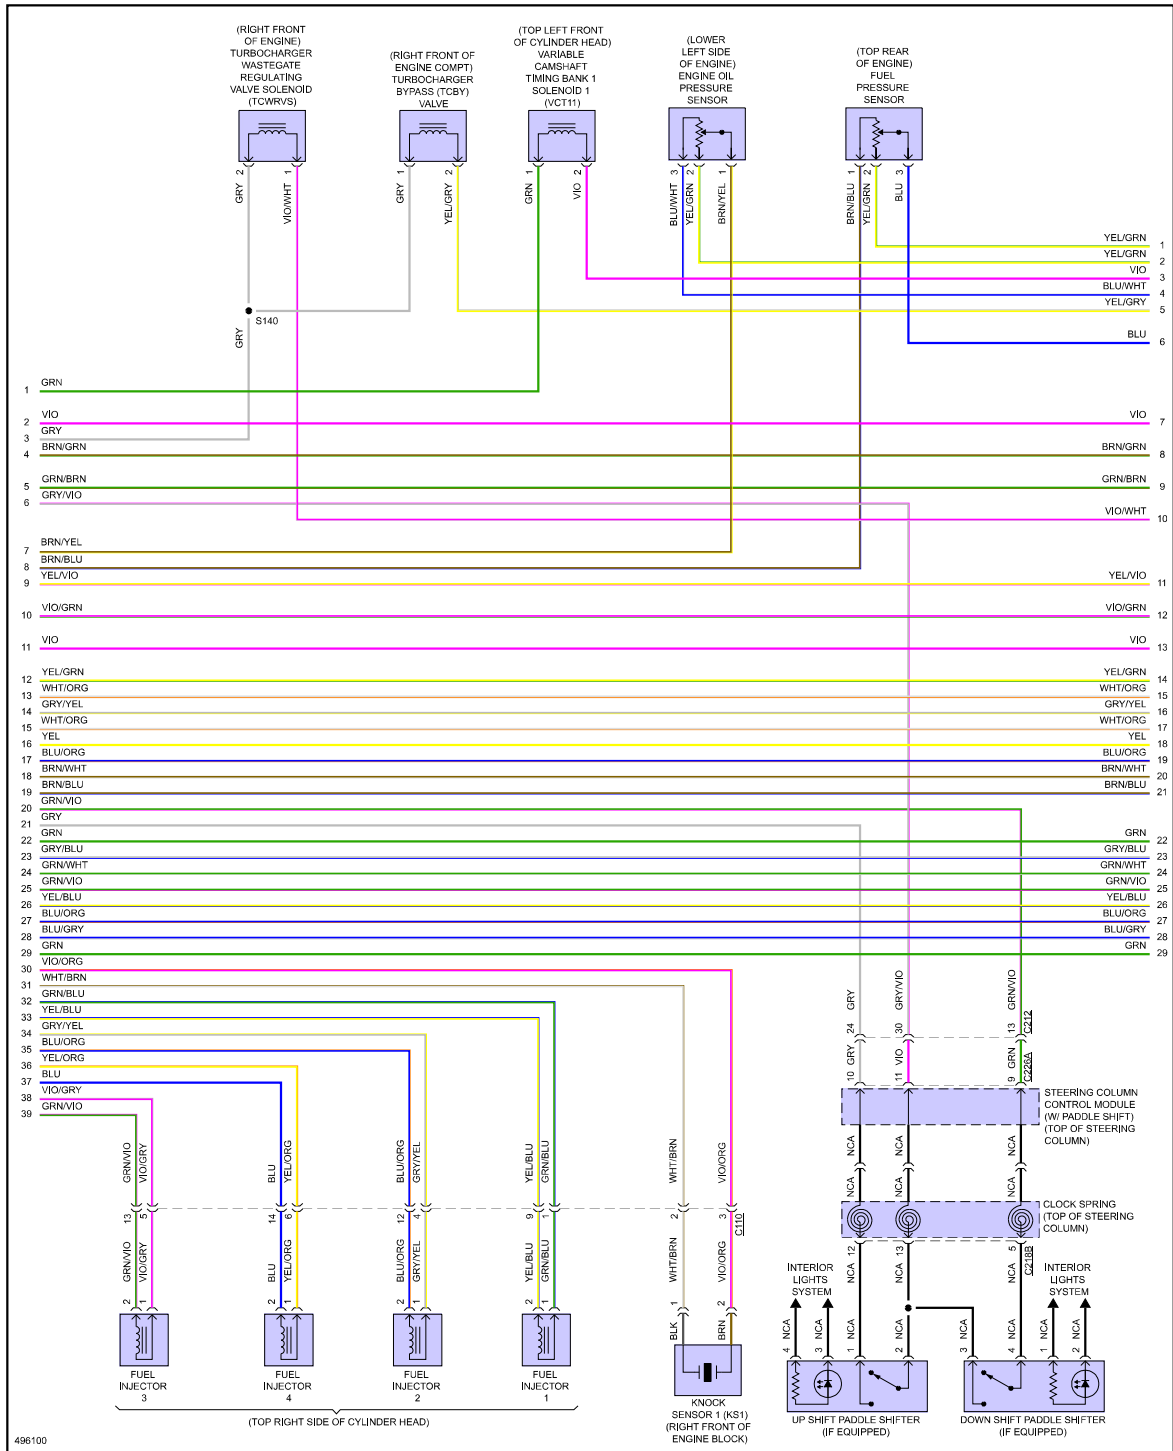 (RIGHT FRONT
OF ENGINE)
TURBOCHARGER
WASTEGATE
REGULATING
VALVE SOLENOID
(TCWRVS)
(RIGHT FRONT OF
ENGINE COMPT)
TURBOCHARGER
BYPASS (TCBY)
VALVE
(TOP LEFT FRONT
OF CYLINDER HEAD)
VARIABLE
CAMSHAFT
TIMING BANK 1
SOLENOID 1
(VCT11)
(LOWER
LEFT SIDE
OF ENGINE)
ENGINE OIL
PRESSURE
SENSOR
(TOP REAR
OF ENGINE)
FUEL
PRESSURE
SENSOR
2 1 1 2 1 2 3 2 1 1 2 3
GRY VIO/WHT GRY YEL/GRY GRN VIO BLU/WHT YEL/GRN BRN/YEL BRN/BLU YEL/GRN BLU
YEL/GRN 1
YEL/GRN 2
VIO 3
BLU/WHT 4
YEL/GRY 5
S140
GRY
BLU 6
1 GRN
2 VIO VIO 7
3 GRY
4 BRN/GRN BRN/GRN 8
5 GRN/BRN GRN/BRN 9
6 GRY/VIO
VIO/WHT 10
7 BRN/YEL
8 BRN/BLU
9 YEL/VIO YEL/VIO 11
10 VIO/GRN VIO/GRN 12
11 VIO VIO 13
12 YEL/GRN YEL/GRN 14
13 WHT/ORG WHT/ORG 15
14 GRY/YEL GRY/YEL 16
15 WHT/ORG WHT/ORG 17
16 YEL YEL 18
17 BLU/ORG BLU/ORG 19
18 BRN/WHT BRN/WHT 20
19 BRN/BLU BRN/BLU 21
20 GRN/VIO
21 GRY
22 GRN GRN 22
23 GRY/BLU GRY/BLU 23
24 GRN/WHT GRN/WHT 24
25 GRN/VIO GRN/VIO 25
26 YEL/BLU YEL/BLU 26
27 BLU/ORG BLU/ORG 27
28 BLU/GRY BLU/GRY 28
29 GRN GRN 29
30 VIO/ORG
31 WHT/BRN
32 GRN/BLU
33 YEL/BLU
34 GRY/YEL
35 BLU/ORG
36 YEL/ORG
37 BLU
38 VIO/GRY
39 GRN/VIO
GRY GRY/VIO GRN/VIO
24 30 13 C212
GRY VIO GRN
10 11 9 C226A
STEERING COLUMN
CONTROL MODULE
(W/ PADDLE SHIFT)
(TOP OF STEERING
COLUMN)
NCA NCA NCA
NCA NCA NCA
CLOCK SPRING
(TOP OF STEERING
COLUMN)
12 13 5 C218B
NCA NCA NCA
GRN/VIO VIO/GRY BLU YEL/ORG BLU/ORG GRY/YEL YEL/BLU GRN/BLU WHT/BRN VIO/ORG
13 5 14 6 12 4 9 1 2 3 C110
GRN/VIO VIO/GRY BLU YEL/ORG BLU/ORG GRY/YEL YEL/BLU GRN/BLU WHT/BRN VIO/ORG
2 1 2 1 2 1 2 1 1 2
BLK BRN
INTERIOR
LIGHTS
SYSTEM
INTERIOR
LIGHTS
SYSTEM
NCA NCA NCA NCA NCA NCA NCA NCA
4 3 1 2 3 4 1 2
FUEL
INJECTOR
3
FUEL
INJECTOR
4
FUEL
INJECTOR
2
FUEL
INJECTOR
1
(TOP RIGHT SIDE OF CYLINDER HEAD)
KNOCK
SENSOR 1 (KS1)
(RIGHT FRONT OF
ENGINE BLOCK)
UP SHIFT PADDLE SHIFTER
(IF EQUIPPED)
DOWN SHIFT PADDLE SHIFTER
(IF EQUIPPED)
496100